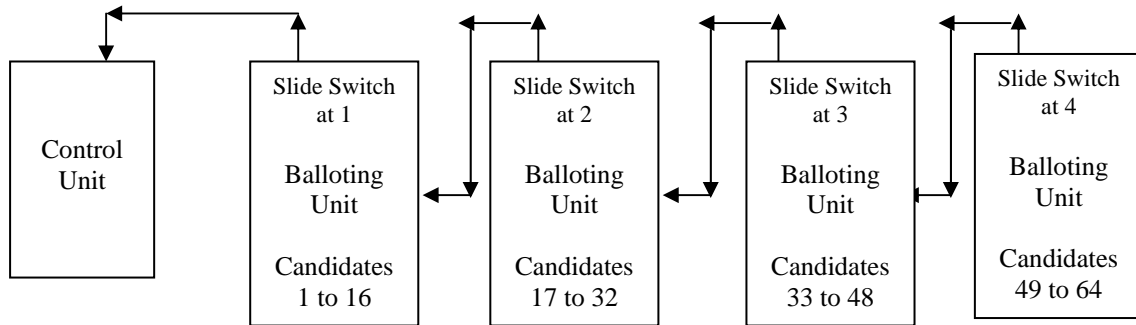 Control
Unit
Slide Switch
at 1
Balloting
Unit
Candidates
1 to 16
Slide Switch
at 2
Balloting
Unit
Candidates
17 to 32
Slide Switch
at 3
Balloting
Unit
Candidates
33 to 48
Slide Switch
at 4
Balloting
Unit
Candidates
49 to 64